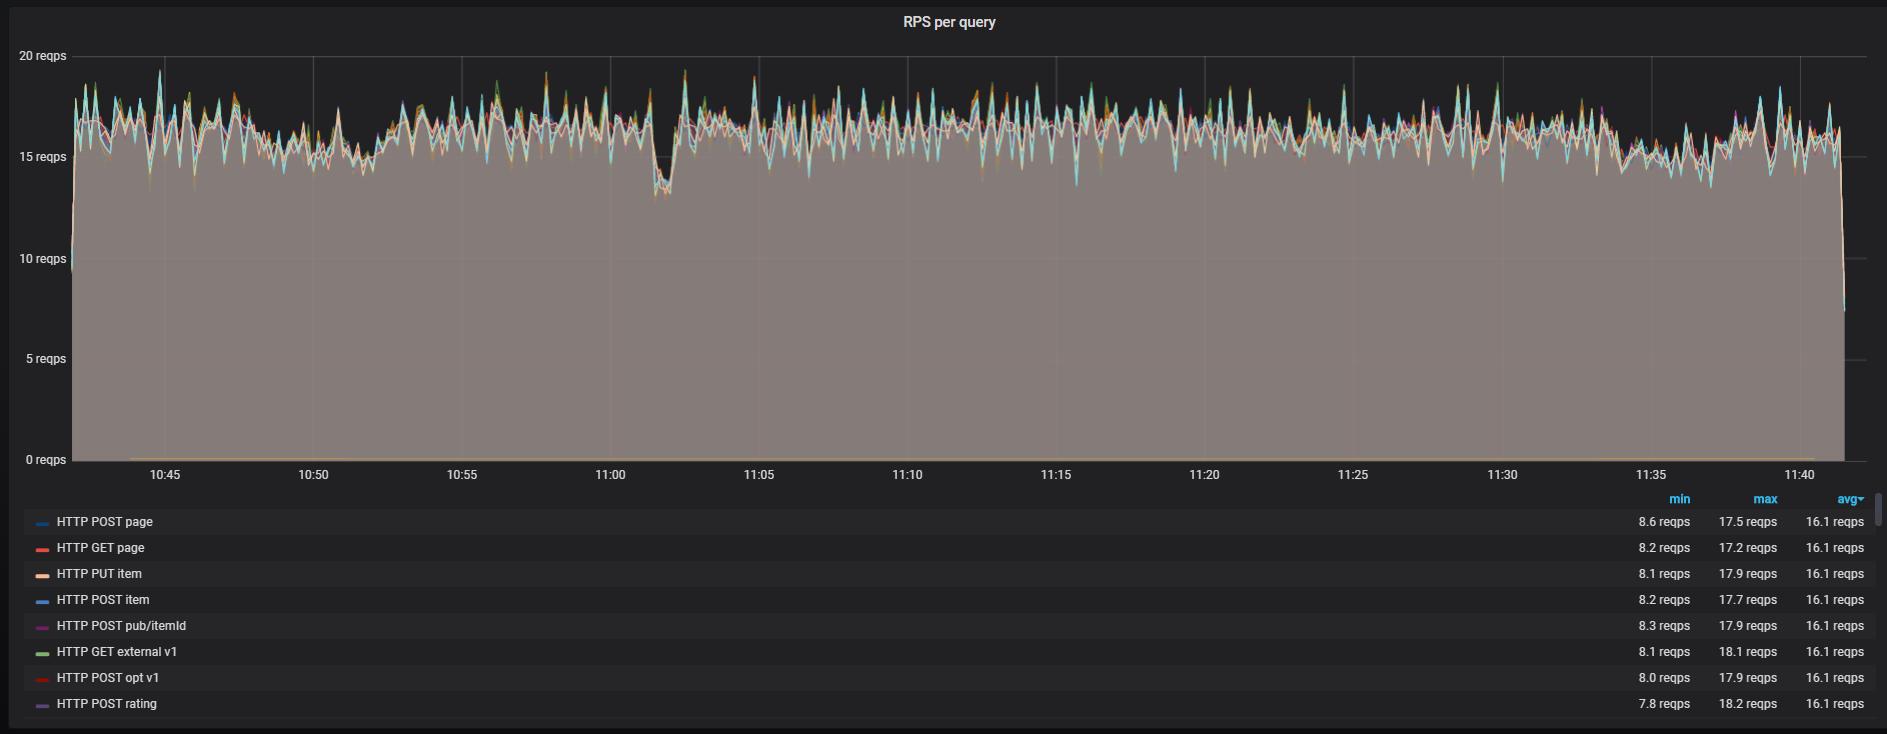 RPS per query
20 reqps
15 reqps
10 reqps
5 reqps
0 reqps
10:45 10:50 10:55 11:00 11:05 11:10 11:15 11:20 11:25 11:30 11:35 11:40
min max avg
HTTP POST page 8.6 reqps 17.5 reqps 16.1 reqps
HTTP GET page 8.2 reqps 17.2 reqps 16.1 reqps
HTTP PUT item 8.1 reqps 17.9 reqps 16.1 reqps
HTTP POST item 8.2 reqps 17.7 reqps 16.1 reqps
HTTP POST pub/itemId 8.3 reqps 17.9 reqps 16.1 reqps
HTTP GET external v1 8.1 reqps 18.1 reqps 16.1 reqps
HTTP POST opt v1 8.0 reqps 17.9 reqps 16.1 reqps
HTTP POST rating 7.8 reqps 18.2 reqps 16.1 reqps